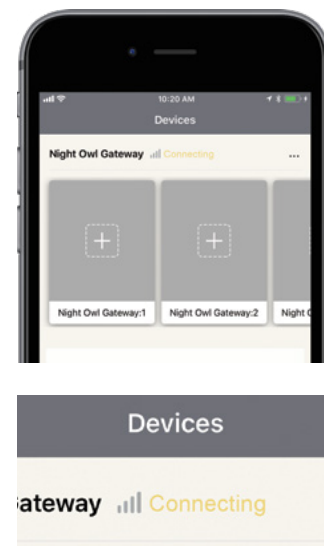 10:20 AM
Devices
Night Owl Gateway Connecting ...
Night Owl Gateway:1 Night Owl Gateway:2 Night
Devices
ateway Connecting